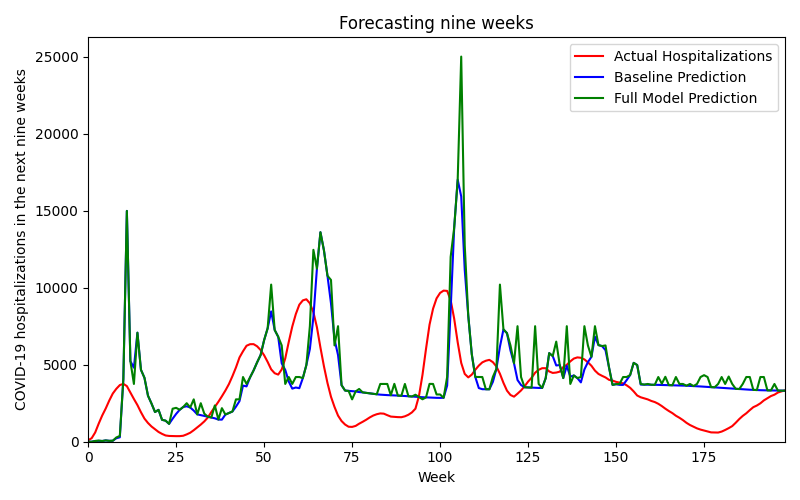 Forecasting nine weeks
COVID-19 hospitalizations in the next nine weeks
25000
20000
15000
10000
5000
0
Actual Hospitalizations
Baseline Prediction
Full Model Prediction
0 25 50 75 100 125 150 175
Week